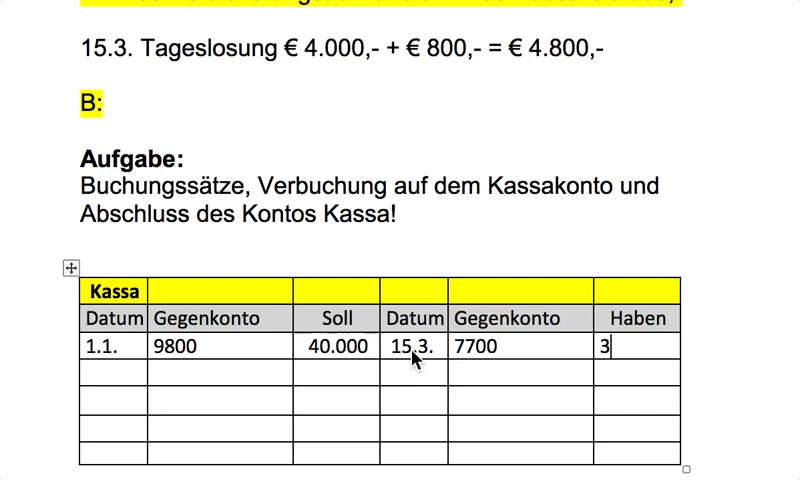 15.3. Tageslosung € 4.000,- + € 800,- = € 4.800,-
B:
Aufgabe:
Buchungssätze, Verbuchung auf dem Kassakonto und
Abschluss des Kontos Kassa!
Kassa
Datum Gegenkonto Soll Datum Gegenkonto Haben
1.1. 9800 40.000 15.3. 7700 3